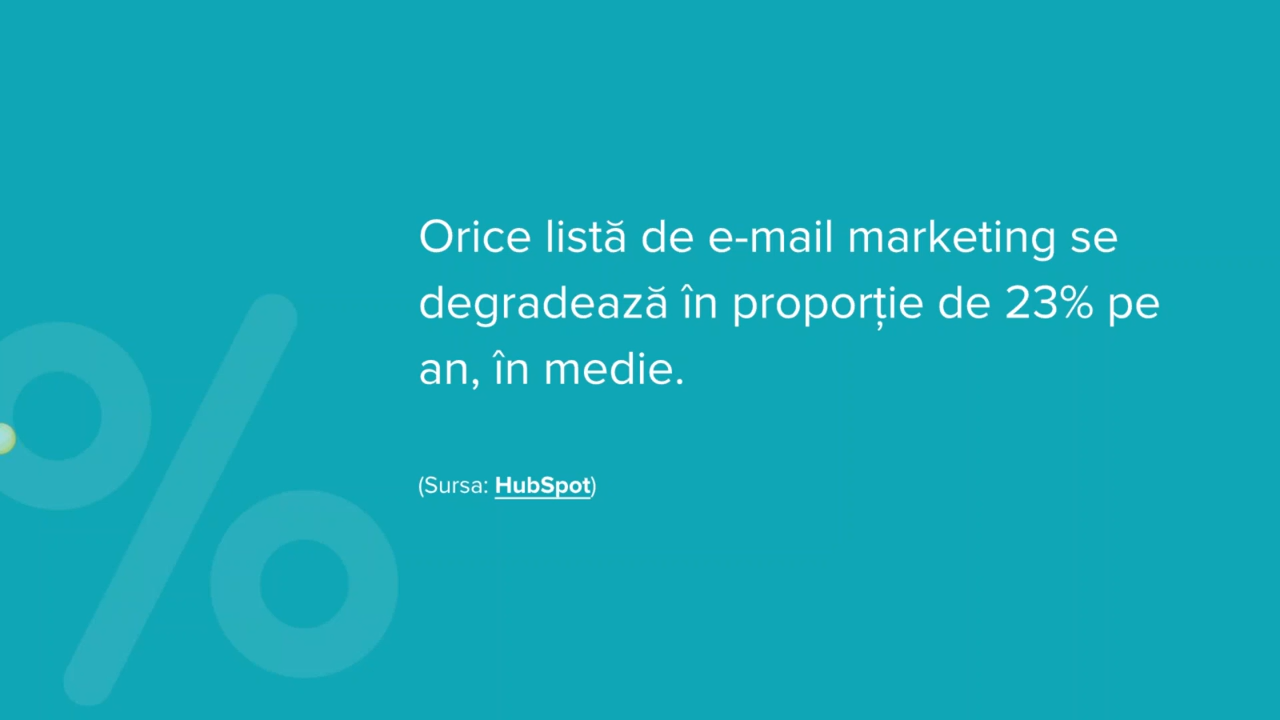 Orice listă de e-mail marketing se
degradează în proporție de 23% pe
an, în medie.
(Sursa: HubSpot)